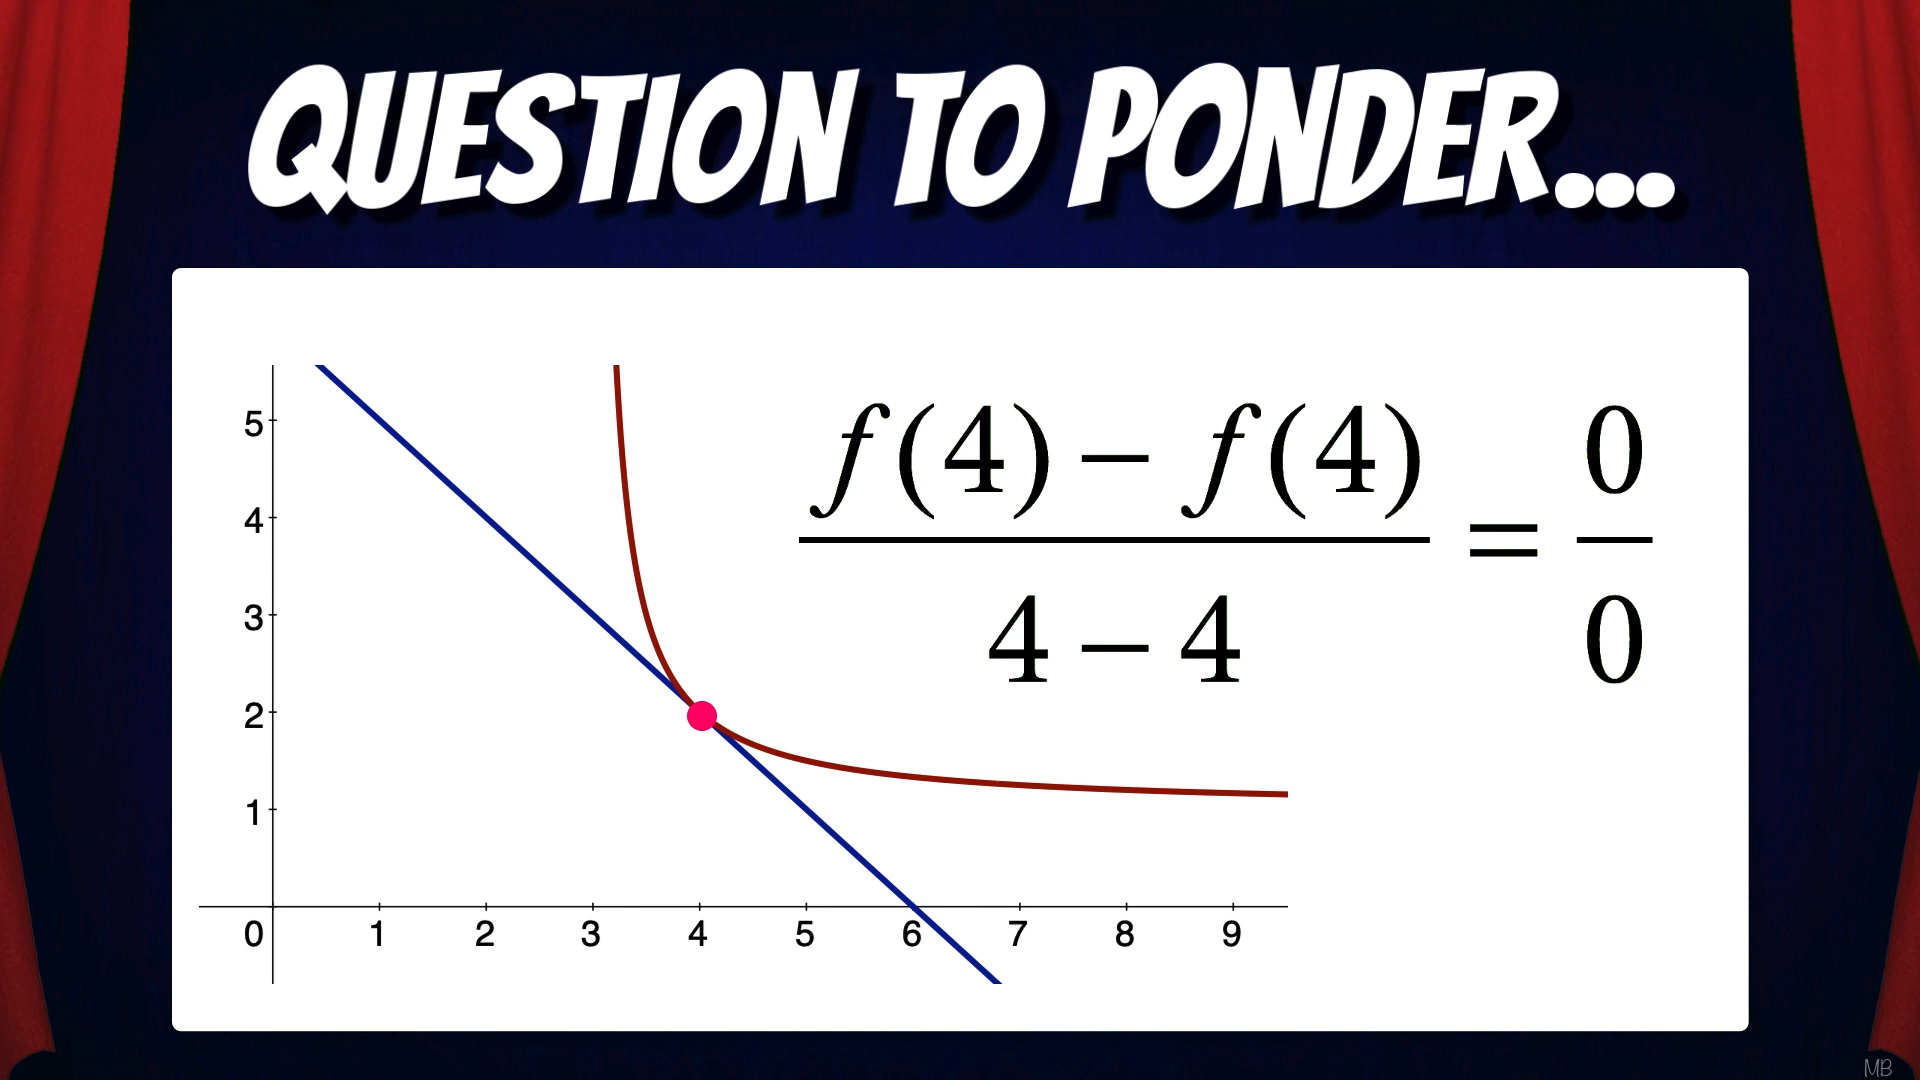 QUESTION TO PONDER...
f(4) – f(4)
4 – 4
= 0
0
5
4
3
2
1
0 1 2 3 4 5 6 7 8 9
MB